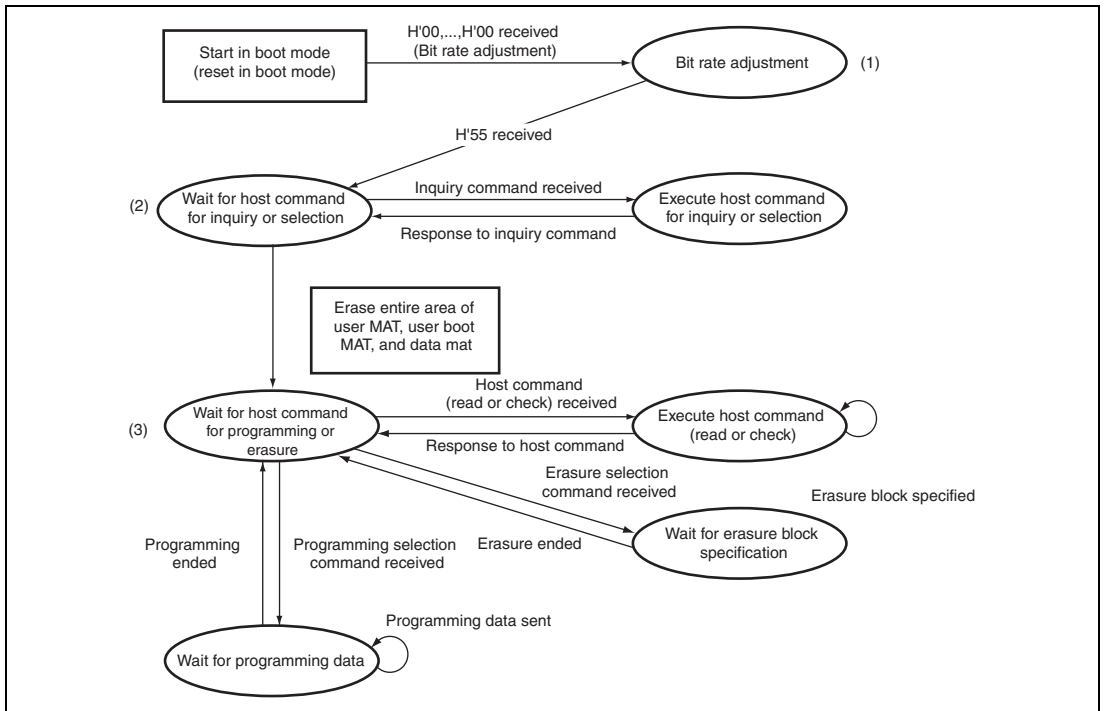 H'00,...,H'00 received
(Bit rate adjustment)
Start in boot mode
(reset in boot mode)
Bit rate adjustment
(1)
H'55 received
(2)
Wait for host command
for inquiry or selection
Inquiry command received
Response to inquiry command
Execute host command
for inquiry or selection
Erase entire area of
user MAT, user boot
MAT, and data mat
(3)
Wait for host command
for programming or
erasure
Host command
(read or check) received
Response to host command
Execute host command
(read or check)
Erasure selection
command received
Erasure block specified
Erasure ended
Wait for erasure block
specification
Programming
ended
Programming selection
command received
Programming data sent
Wait for programming data